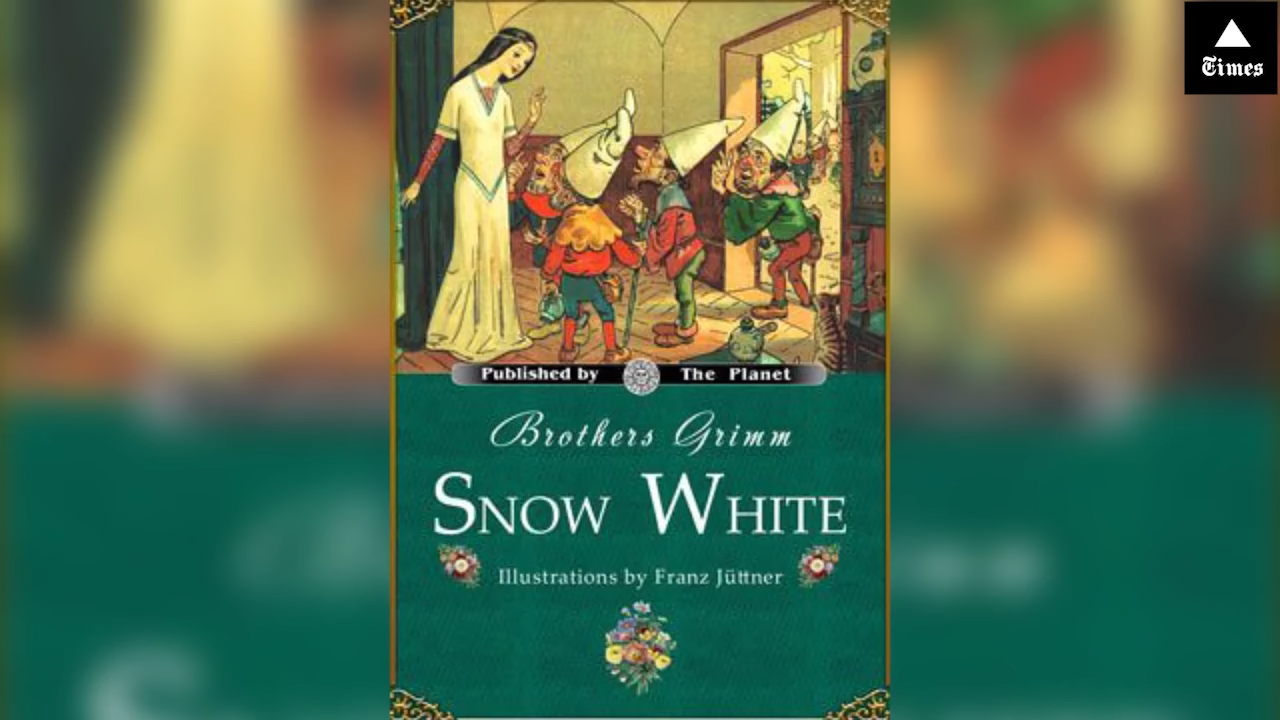 Times
Published by The Planet
Brothers Grimm
Snow White
Illustrations by Franz Jüttner